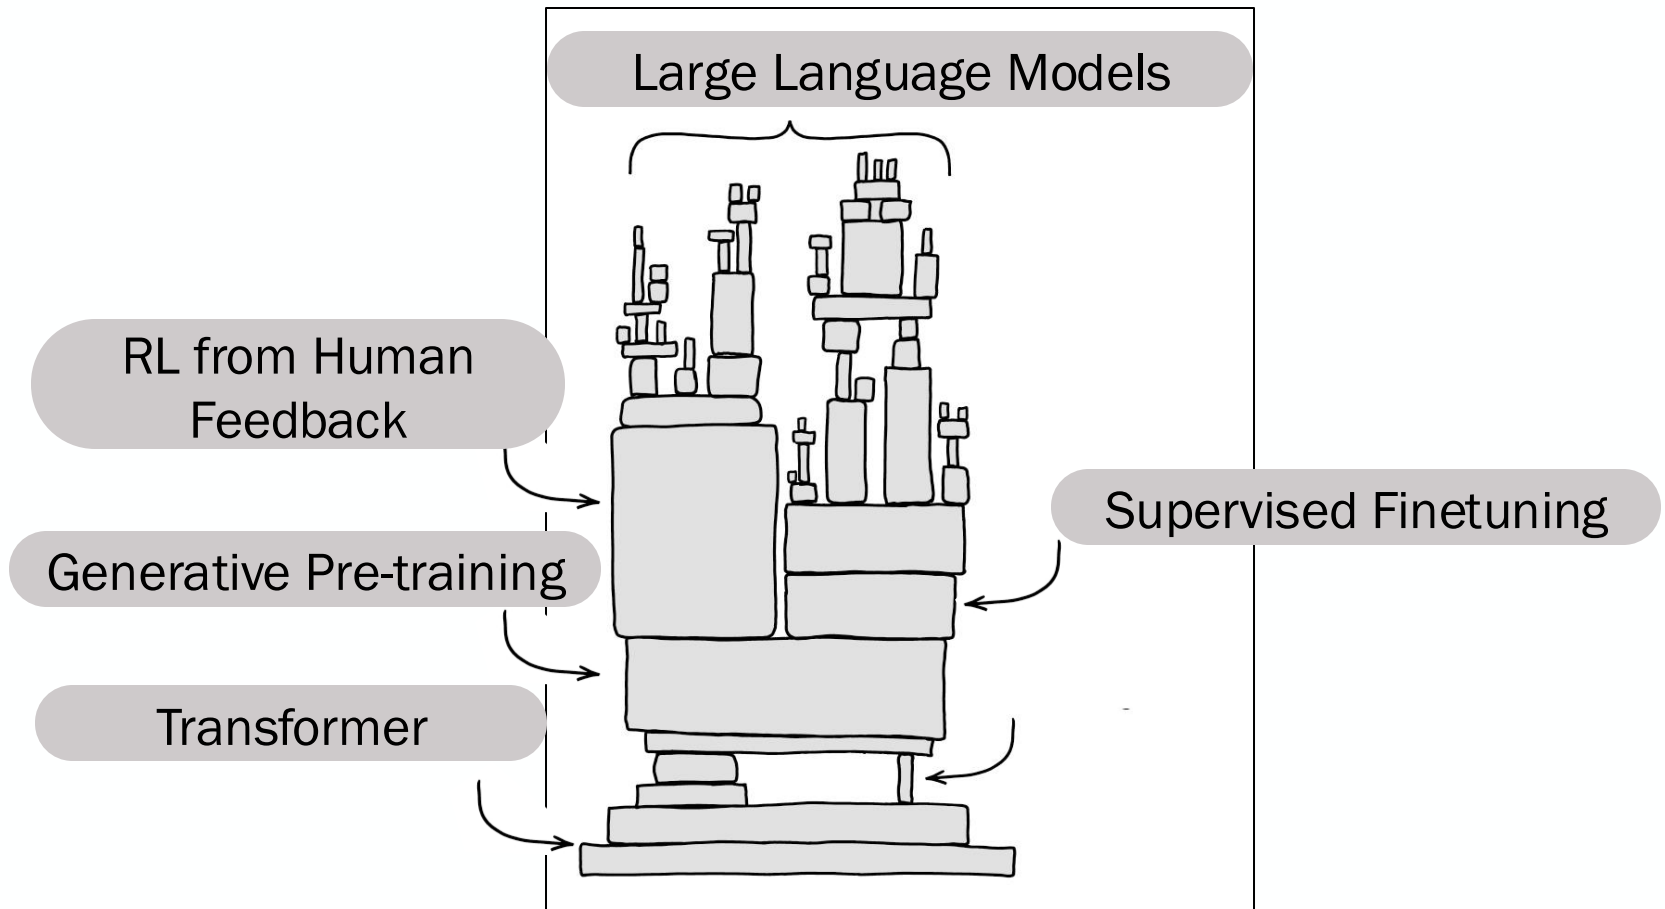 Large Language Models
RL from Human
Feedback
Supervised Finetuning
Generative Pre-training
Transformer